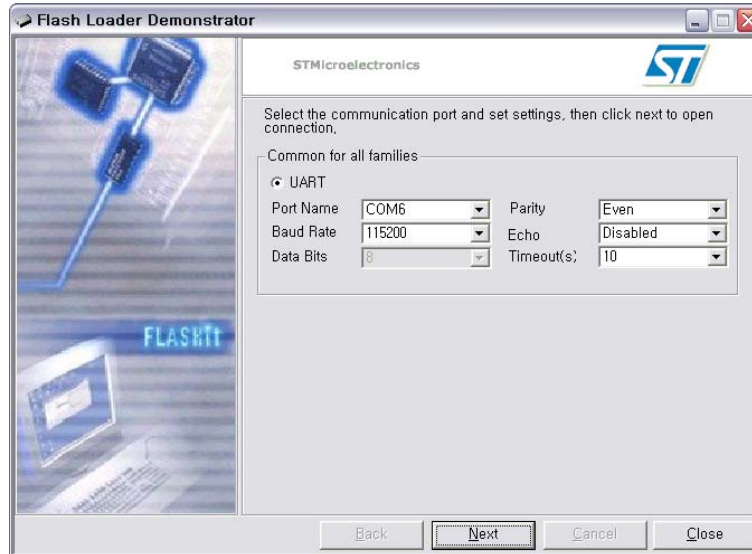 Flash Loader Demonstrator
STMicroelectronics
ST
Select the communication port and set settings, then click next to open
connection,
Common for all families
UART
Port Name COM6 Parity Even
Baud Rate 115200 Echo Disabled
Data Bits 8 Timeout(s) 10
FLASHit
Back Next Cancel Close